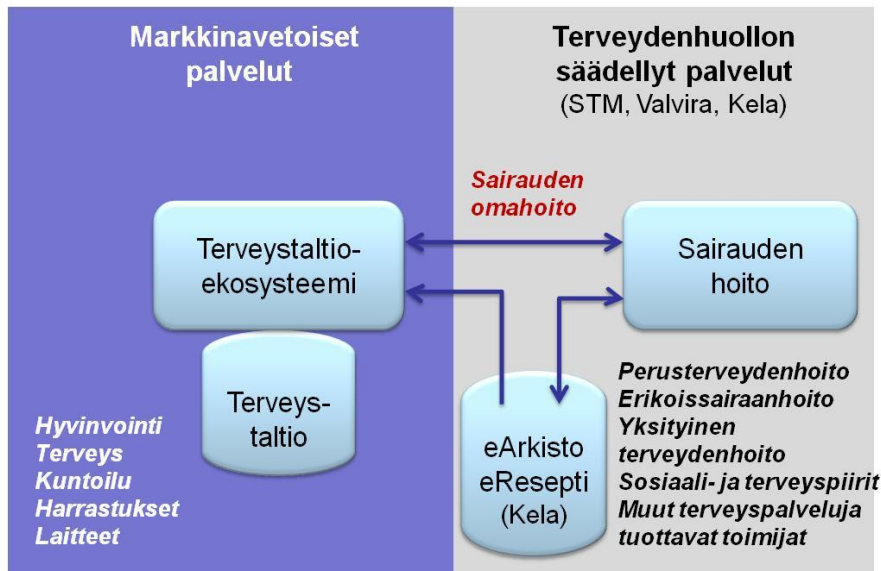 Markkinavetoiset
palvelut
Terveydenhuollon
säädellyt palvelut
(STM, Valvira, Kela)
Sairauden
omahoito
Terveystaltio-
ekosysteemi
Sairauden
hoito
Terveys-
taltio
Hyvinvointi
Terveys
Kuntoilu
Harrastukset
Laitteet
eArkisto
eResepti
(Kela)
Perusterveydenhoito
Erikoissairaanhoito
Yksityinen
terveydenhoito
Sosiaali- ja terveyspiirit
Muut terveyspalveluja
tuottavat toimijat